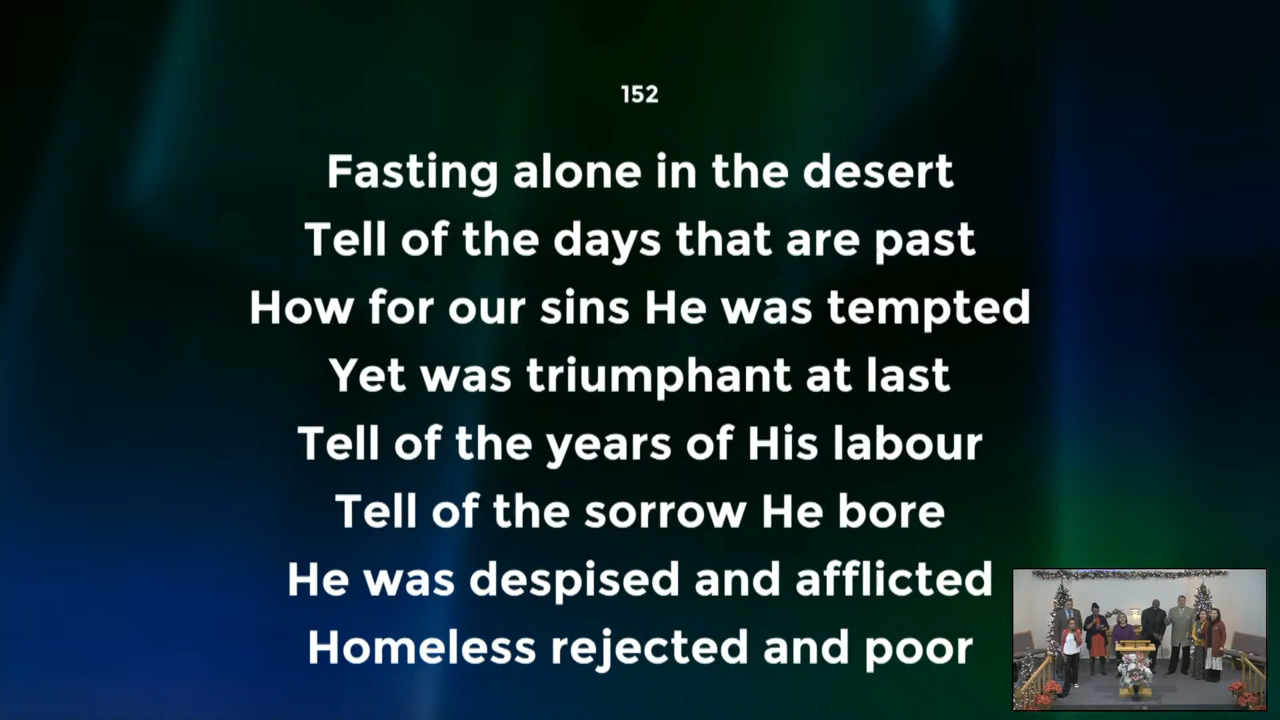 152
Fasting alone in the desert
Tell of the days that are past
How for our sins He was tempted
Yet was triumphant at last
Tell of the years of His labour
Tell of the sorrow He bore
He was despised and afflicted
Homeless rejected and poor